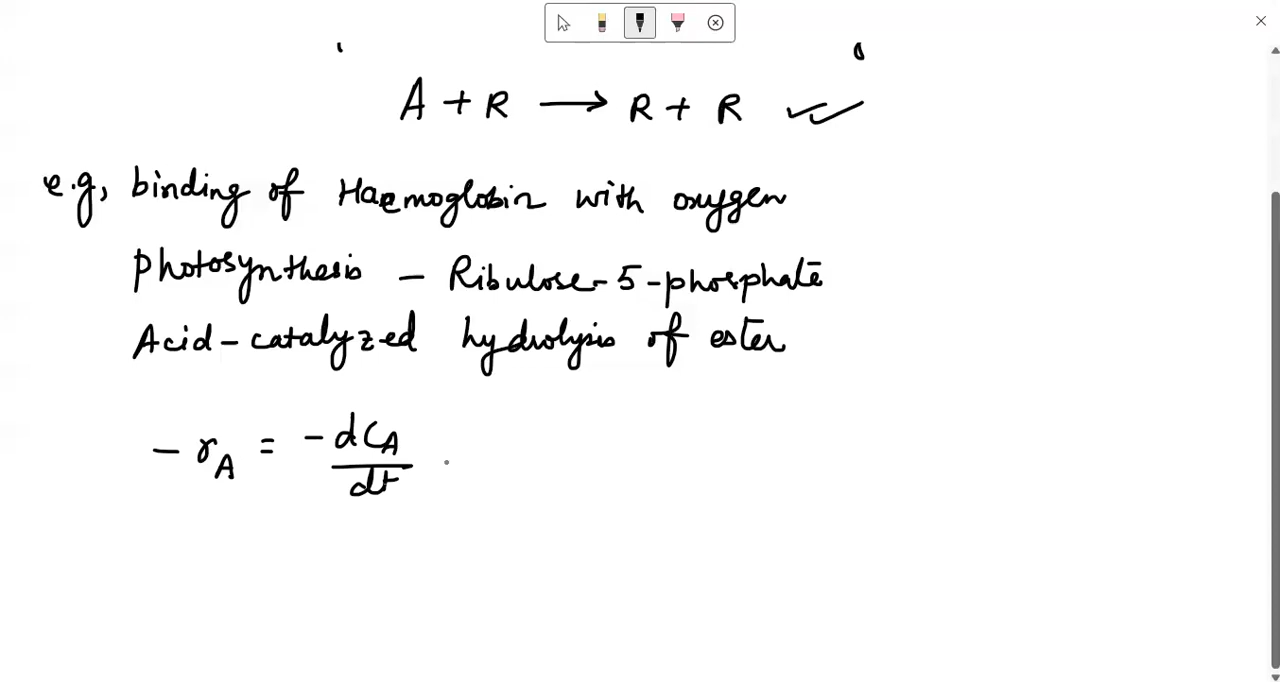 A + R → R + R
e.g, binding of Haemoglobin with oxygen
photosynthesis – Ribulose-5-phosphate
Acid-catalyzed hydrolysis of ester
- r_A = -dC_A/dt